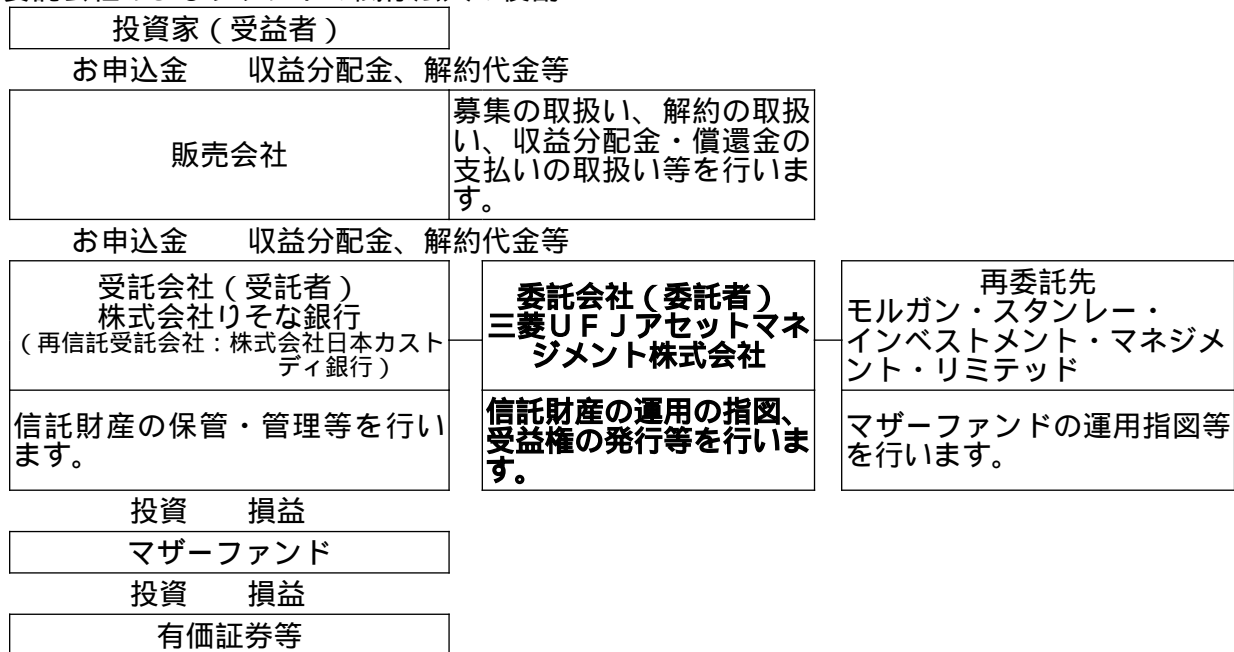 投資家(受益者)
お申込金 収益分配金、解約代金等
販売会社
募集の取扱い、解約の取扱
い、収益分配金・償還金の
支払いの取扱い等を行いま
す。
お申込金 収益分配金、解約代金等
受託会社(受託者)
株式会社りそな銀行
(再信託受託会社:株式会社日本カスト
ディ銀行)
委託会社(委託者)
三菱UFJアセットマネ
ジメント株式会社
再委託先
モルガン・スタンレー・
インベストメント・マネジメ
ント・リミテッド
信託財産の保管・管理等を行い
ます。
信託財産の運用の指図、
受益権の発行等を行いま
す。
マザーファンドの運用指図等
を行います。
投資 損益
マザーファンド
投資 損益
有価証券等